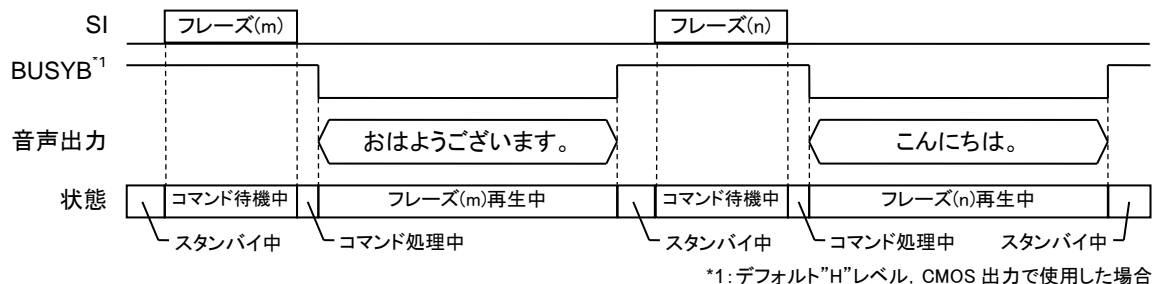 SI フレーズ(m) フレーズ(n)
BUSYB*1
音声出力 おはようございます。 こんにちは。
状態 コマンド待機中 フレーズ(m)再生中 コマンド待機中 フレーズ(n)再生中
スタンバイ中 コマンド処理中 スタンバイ中 コマンド処理中 スタンバイ中
*1:デフォルト”H”レベル, CMOS 出力で使用した場合